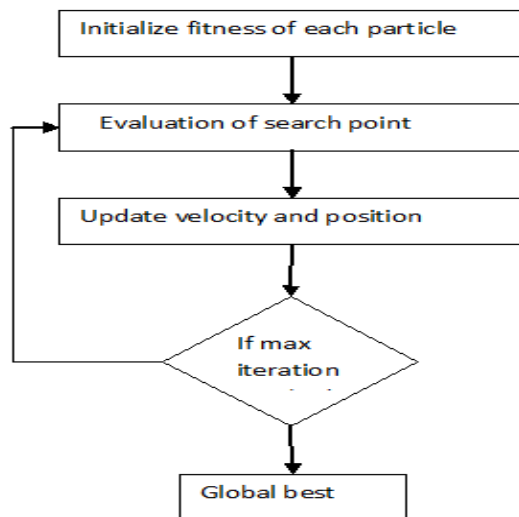 Initialize fitness of each particle
Evaluation of search point
Update velocity and position
If max
iteration
Global best